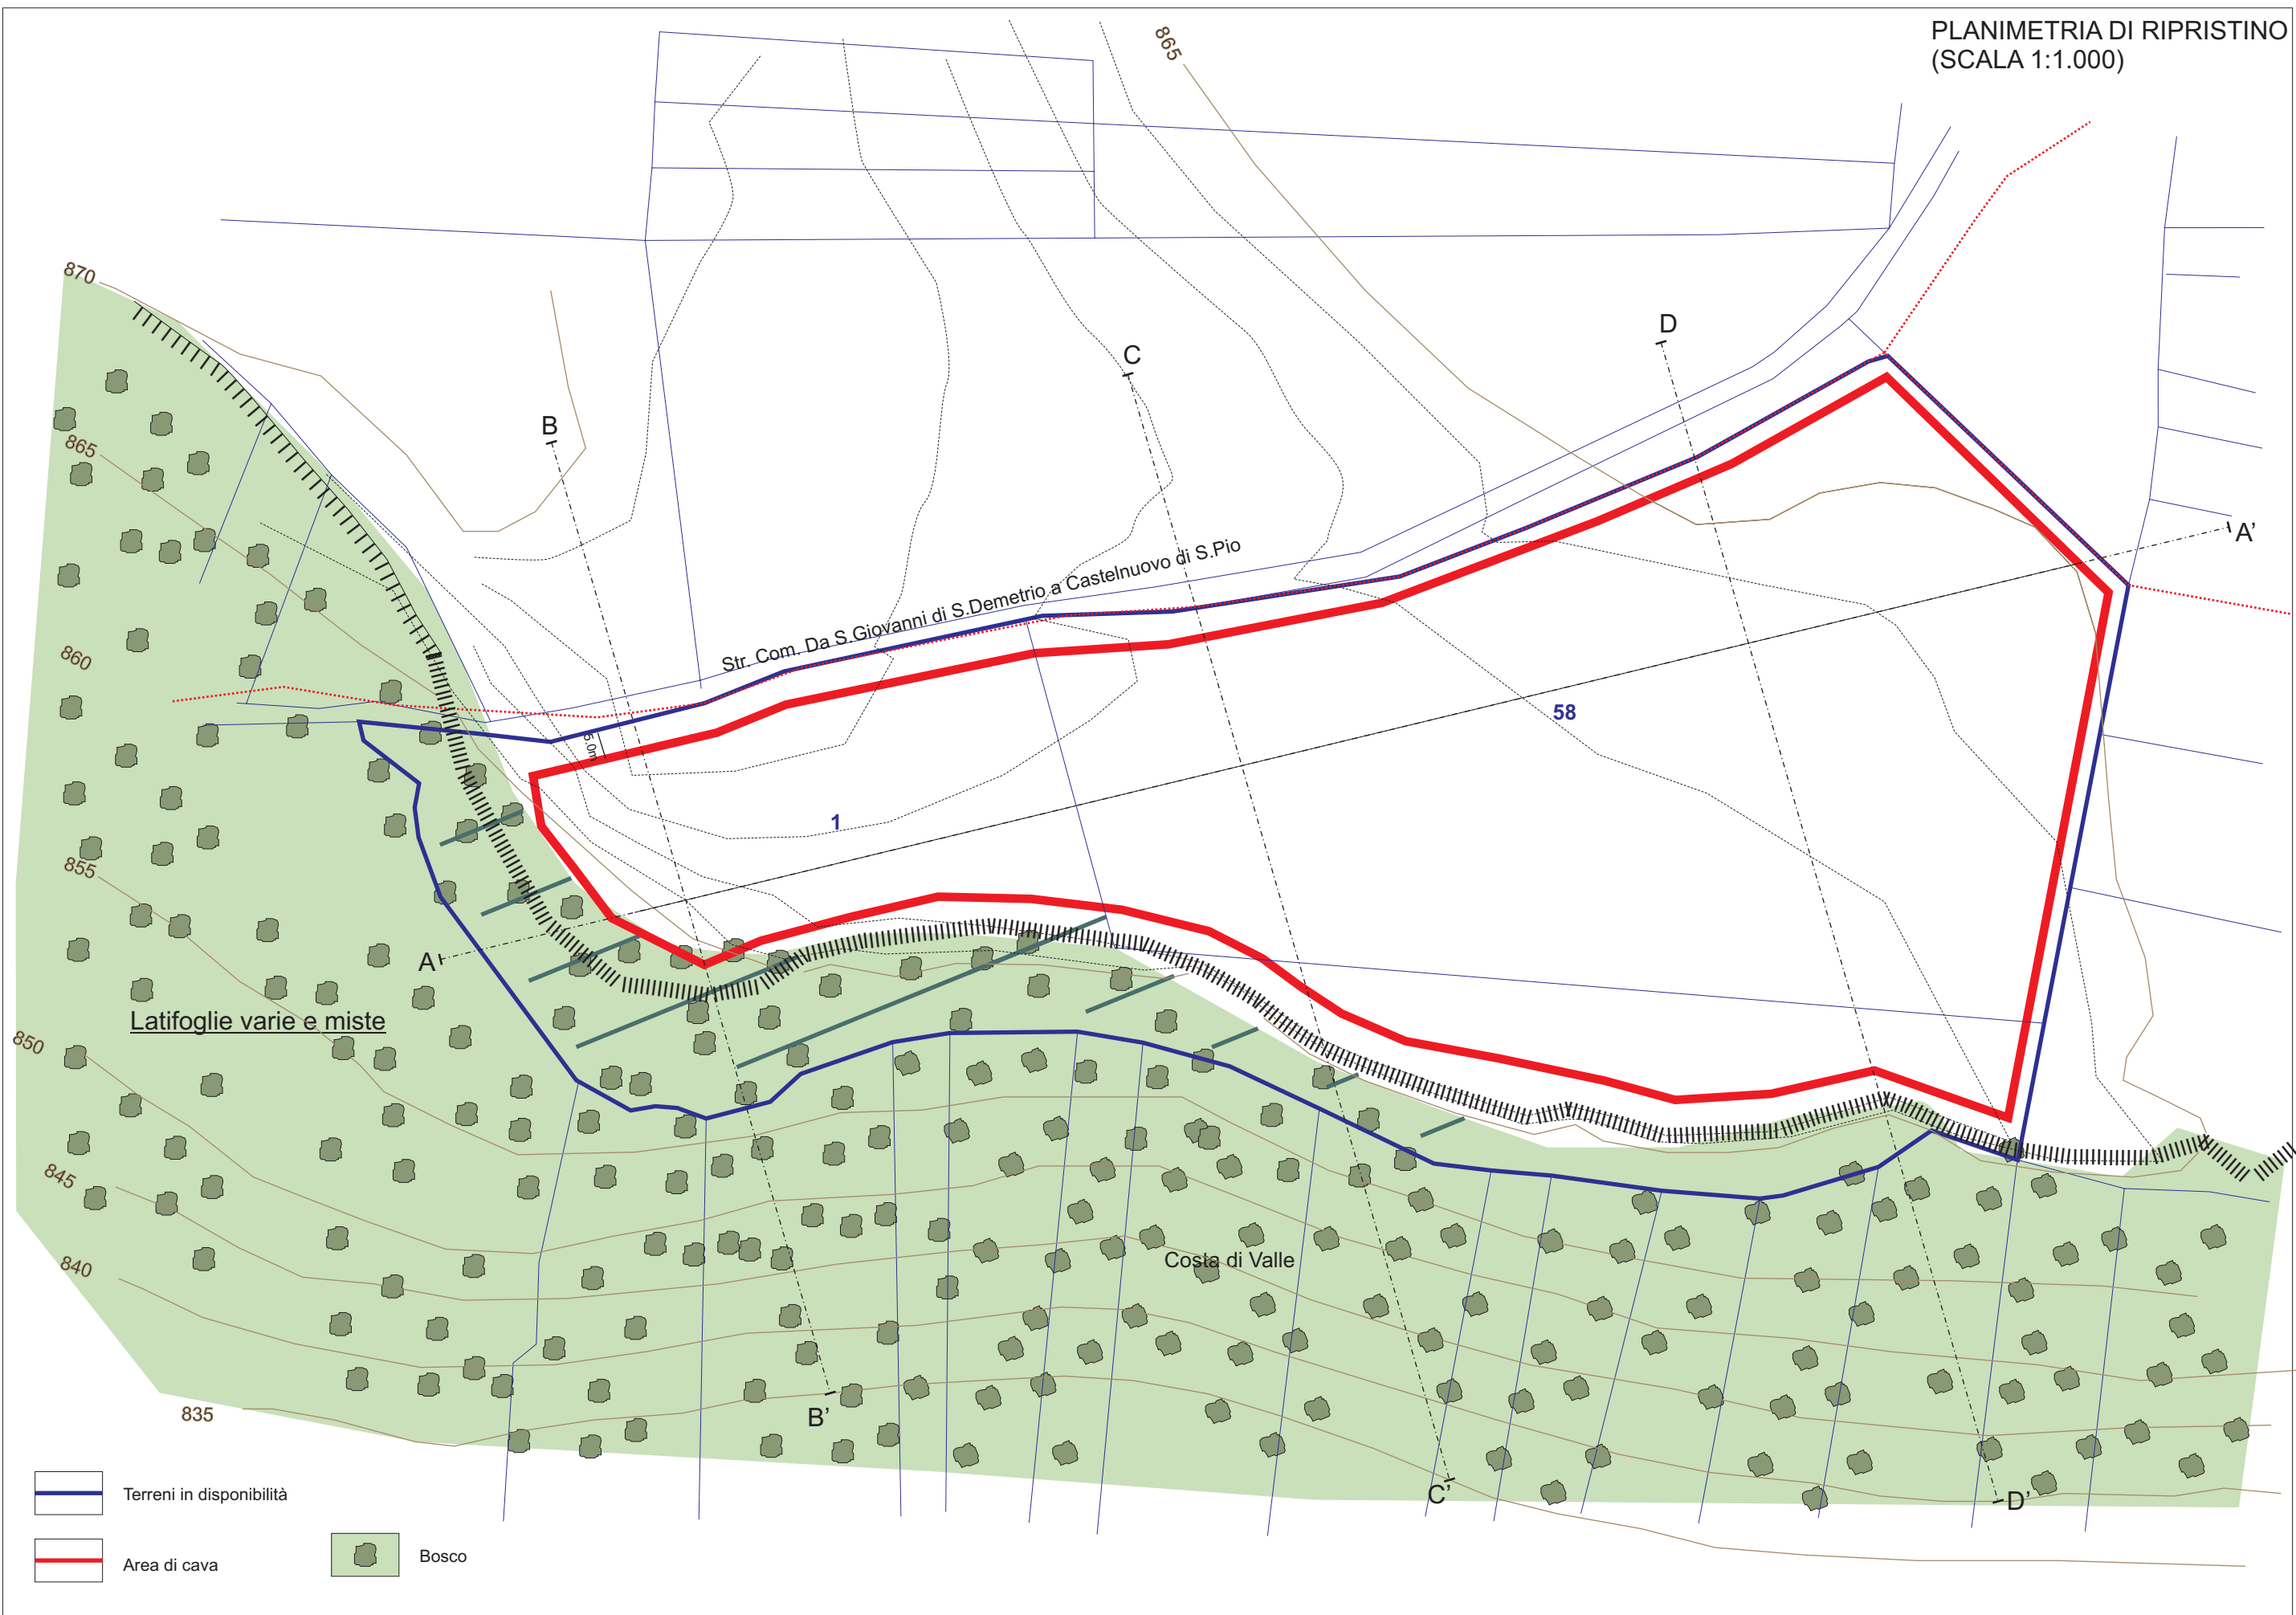 PLANIMETRIA DI RIPRISTINO
(SCALA 1:1.000)
865
870
D
C
B
865
A'
Str. Com. Da S.Giovanni di S.Demetrio a Castelnuovo di S.Pio
860
58
5.0m
1
855
A
Latifoglie varie e miste
850
845
Costa di Valle
840
835
B'
C'
D'
Terreni in disponibilità
Area di cava
Bosco